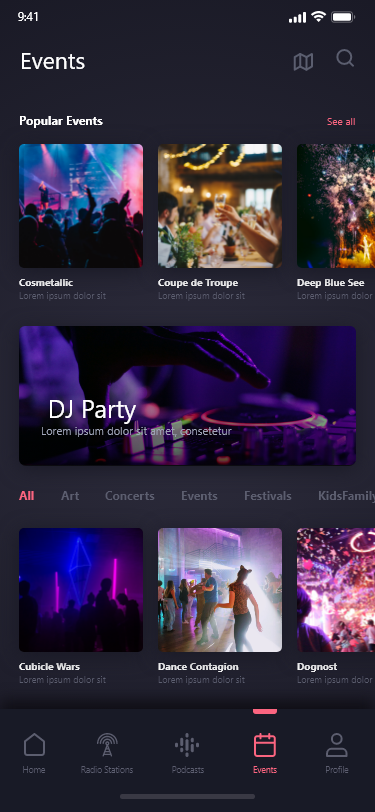 9:41
Events
Popular Events
See all
Cosmetallic
Lorem ipsum dolor sit
Coupe de Troupe
Lorem ipsum dolor sit
Deep Blue See
Lorem ipsum dolor
DJ Party
Lorem ipsum dolor sit amet, consetetur
All Art Concerts Events Festivals KidsFamily
Cubicle Wars
Lorem ipsum dolor sit
Dance Contagion
Lorem ipsum dolor sit
Dognost
Lorem ipsum dolor
Home Radio Stations Podcasts Events Profile